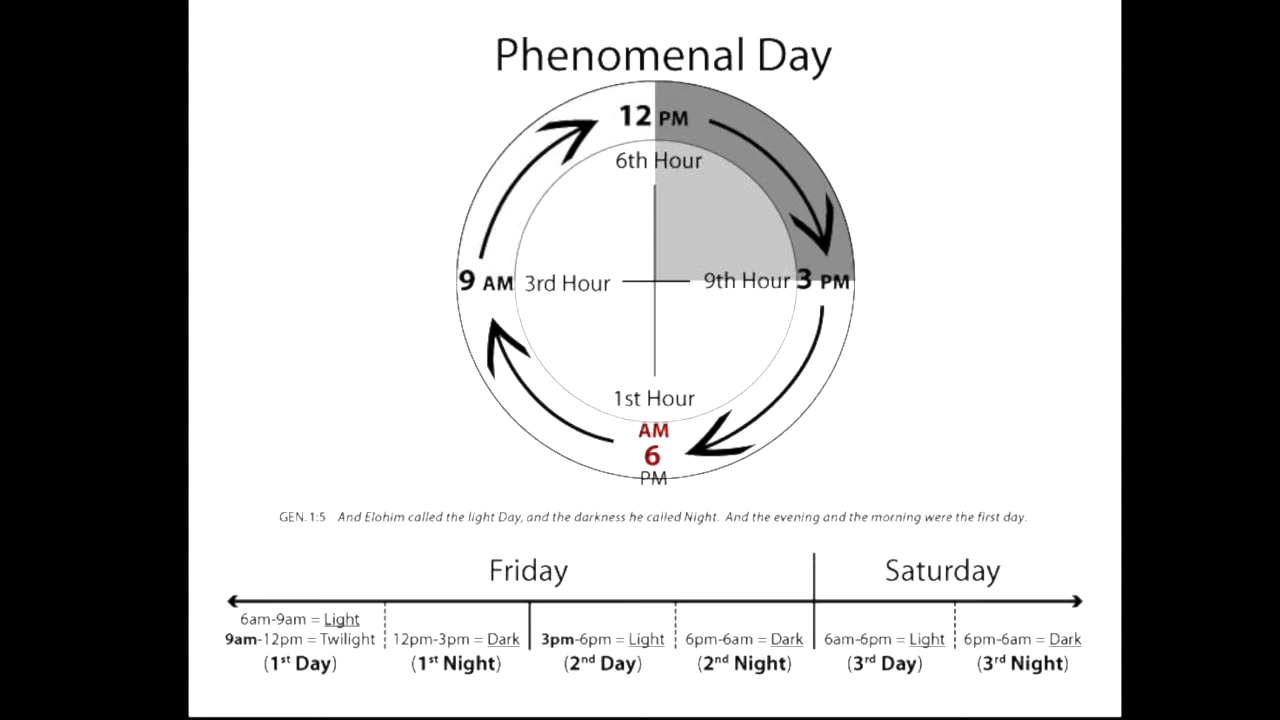 Phenomenal Day
12 PM
6th Hour
9 AM 3rd Hour 9th Hour 3 PM
1st Hour
AM
6
PM
GEN. 1:5 And Elohim called the light Day, and the darkness he called Night. And the evening and the morning were the first day.
Friday Saturday
6am-9am = Light
9am-12pm = Twilight 12pm-3pm = Dark 3pm-6pm = Light 6pm-6am = Dark 6am-6pm = Light 6pm-6am = Dark
(1st Day) (1st Night) (2nd Day) (2nd Night) (3rd Day) (3rd Night)